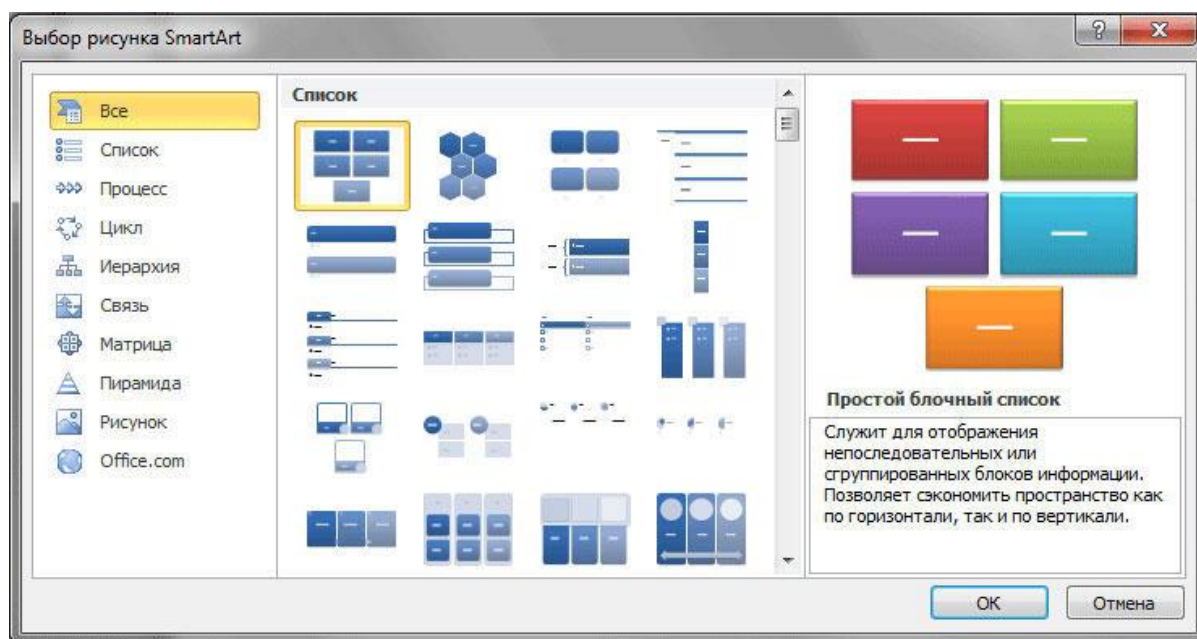 Выбор рисунка SmartArt
Все
Список
Процесс
Цикл
Иерархия
Связь
Матрица
Пирамида
Рисунок
Office.com
Список
Простой блочный список
Служит для отображения
непоследовательных или
сгруппированных блоков информации.
Позволяет сэкономить пространство как
по горизонтали, так и по вертикали.
ОК
Отмена